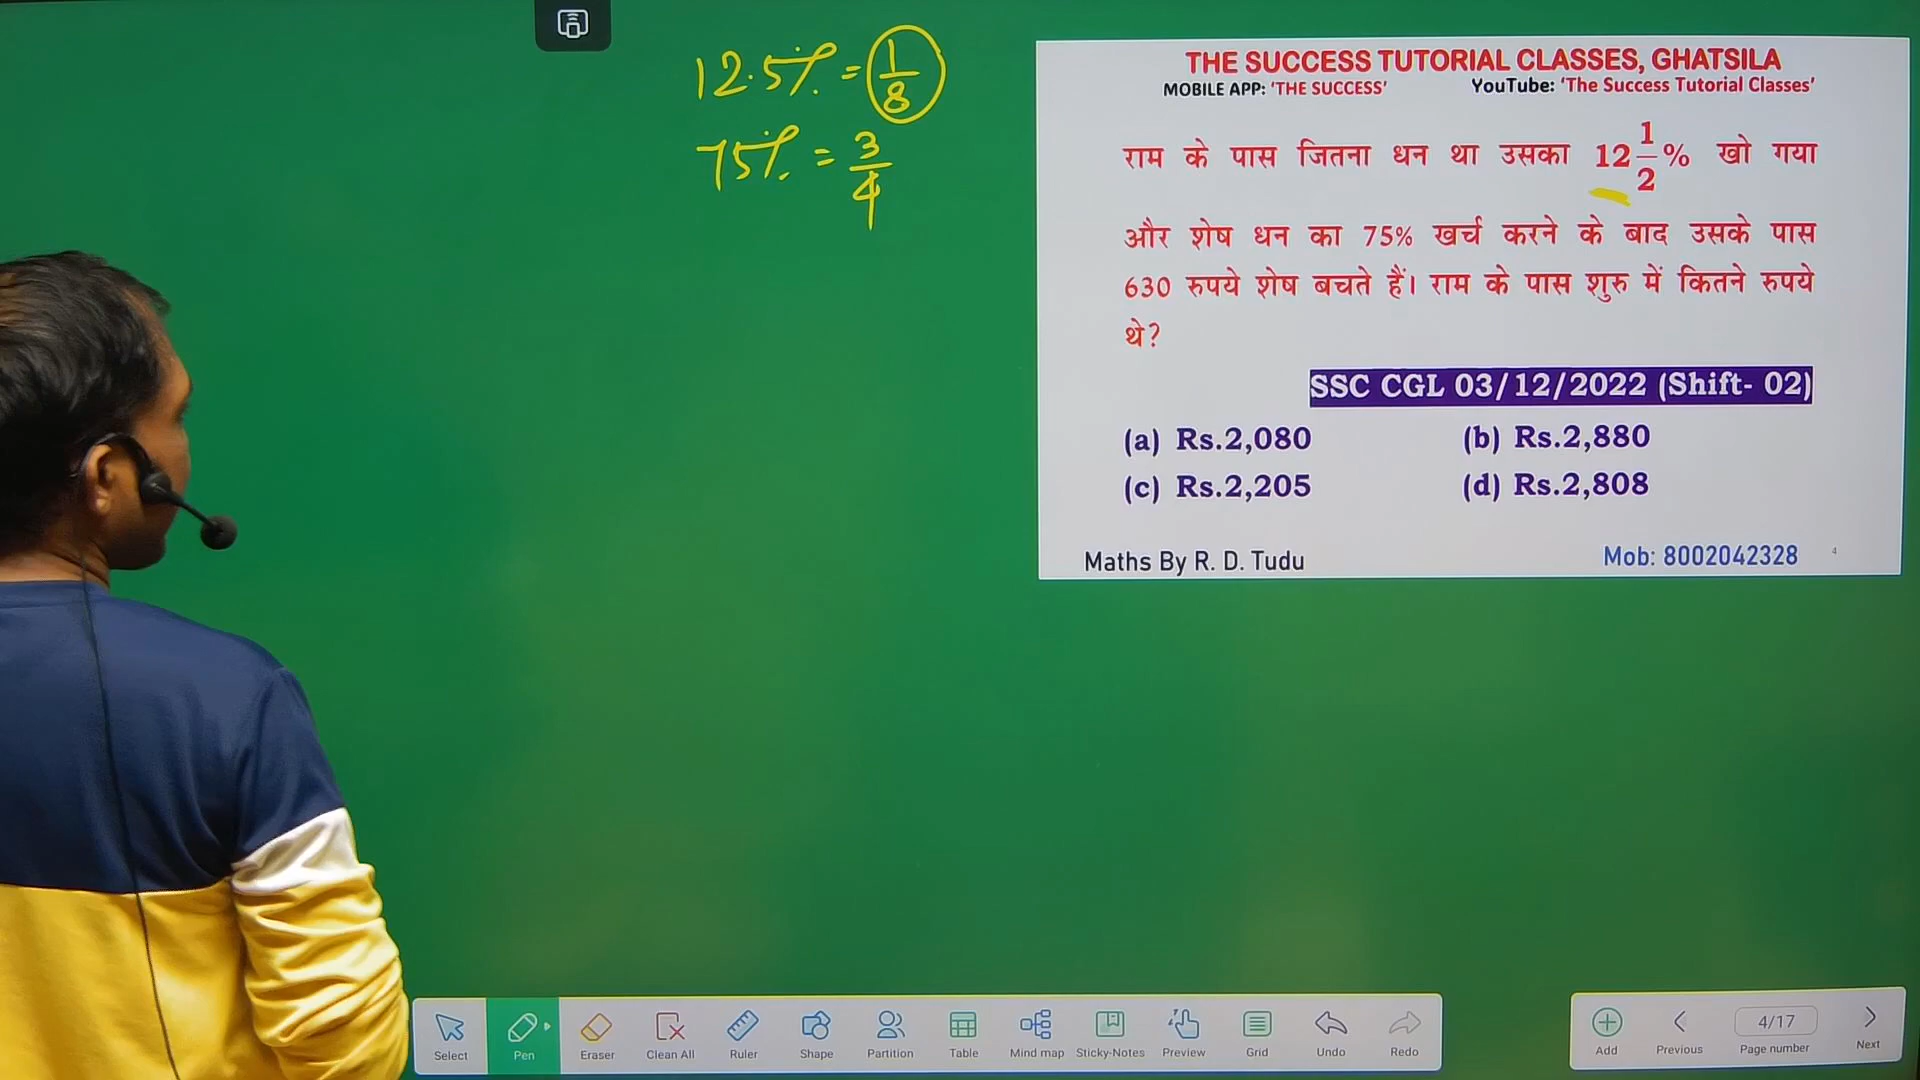 12.5% = 1/8
75% = 3/4
THE SUCCESS TUTORIAL CLASSES, GHATSILA
MOBILE APP: 'THE SUCCESS' YouTube: 'The Success Tutorial Classes'
राम के पास जितना धन था उसका 12 1/2 % खो गया
और शेष धन का 75% खर्च करने के बाद उसके पास
630 रुपये शेष बचते हैं। राम के पास शुरु में कितने रुपये
थे?
SSC CGL 03/12/2022 (Shift- 02)
(a) Rs.2,080 (b) Rs.2,880
(c) Rs.2,205 (d) Rs.2,808
Maths By R. D. Tudu Mob: 8002042328 4
Select Pen Eraser Clean All Ruler Shape Partition Table Mind map Sticky-Notes Preview Grid Undo Redo
Add Previous 4/17 Page number Next